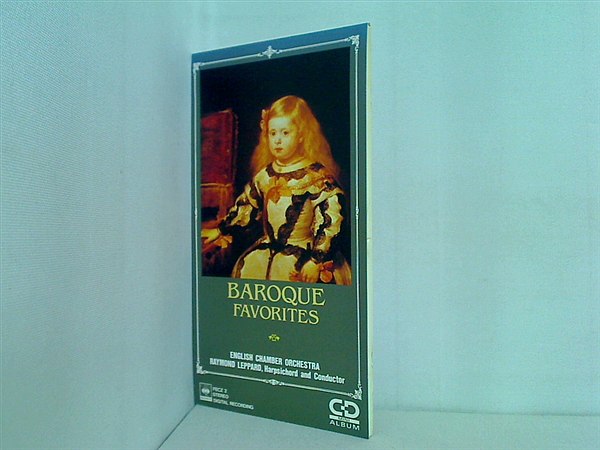 BAROQUE
FAVORITES
ENGLISH CHAMBER ORCHESTRA
RAYMOND LEPPARD, Harpsichord and Conductor
STEREO
DIGITAL RECORDING
CD
ALBUM